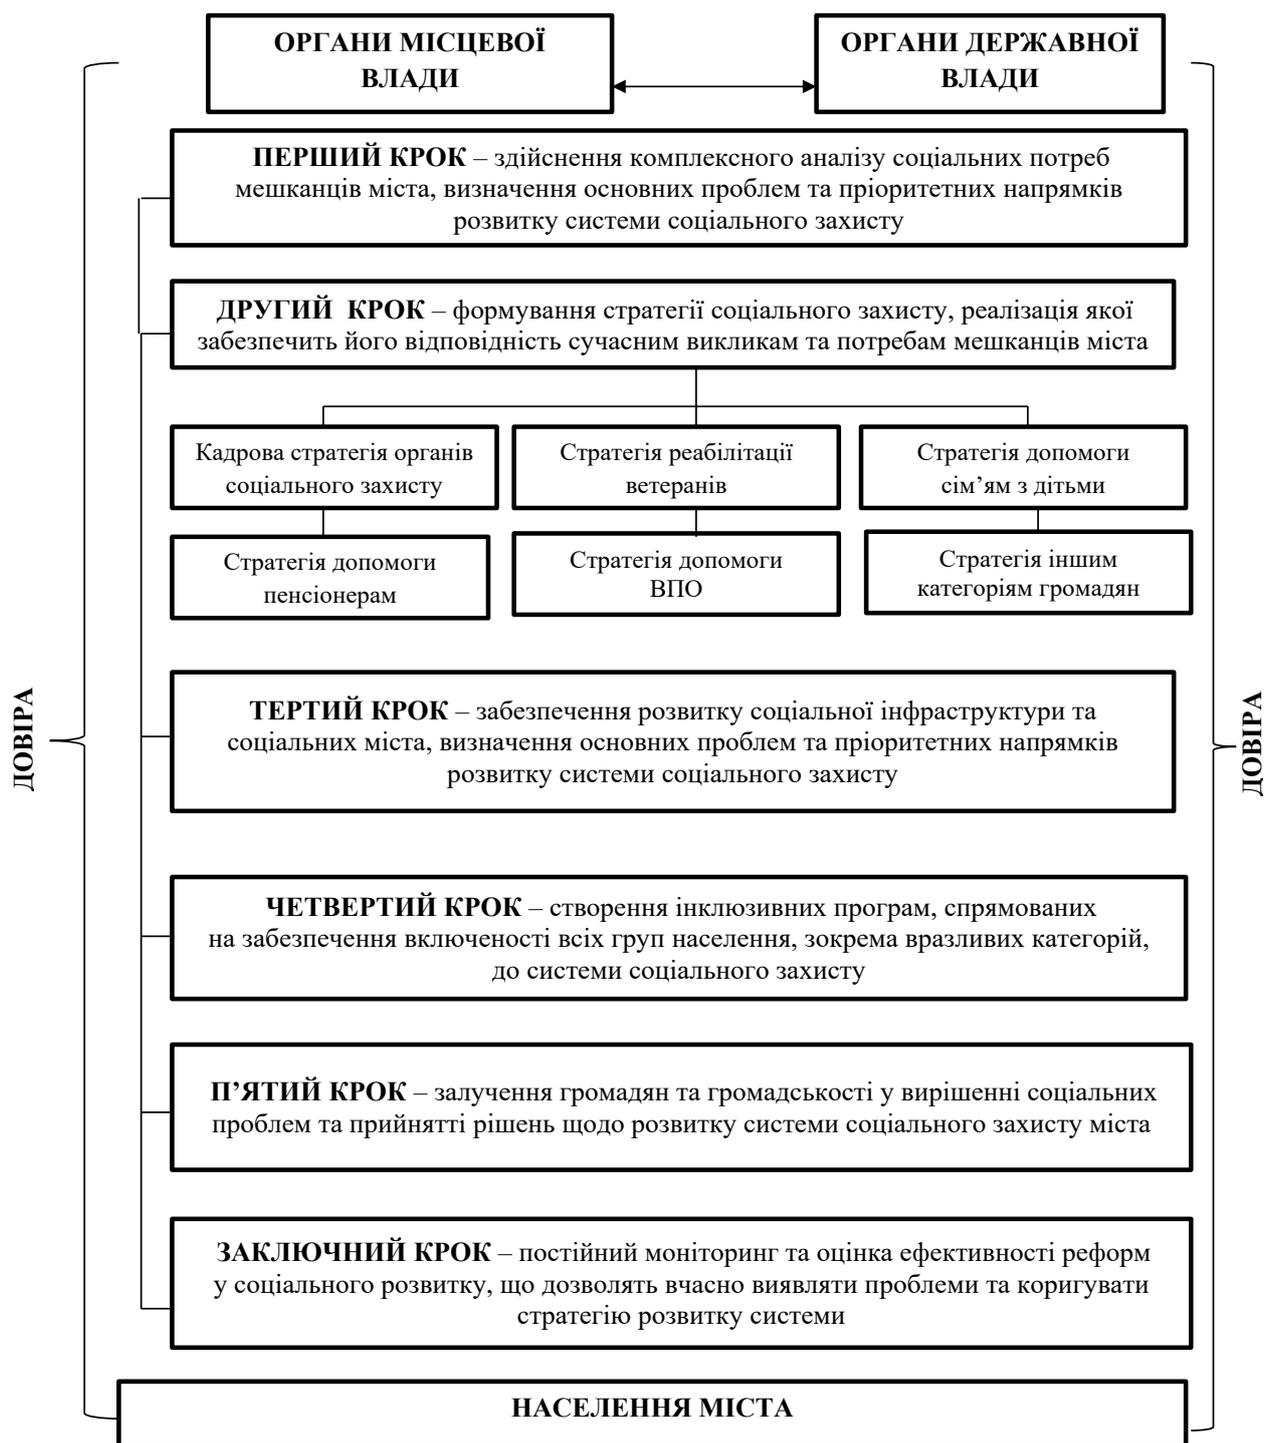 ОРГАНИ МІСЦЕВОЇ
ВЛАДИ
ОРГАНИ ДЕРЖАВНОЇ
ВЛАДИ
ПЕРШИЙ КРОК – здійснення комплексного аналізу соціальних потреб
мешканців міста, визначення основних проблем та пріоритетних напрямків
розвитку системи соціального захисту
ДРУГИЙ КРОК – формування стратегії соціального захисту, реалізація якої
забезпечить його відповідність сучасним викликам та потребам мешканців міста
Кадрова стратегія органів
соціального захисту
Стратегія реабілітації
ветеранів
Стратегія допомоги
сім’ям з дітьми
Стратегія допомоги
пенсіонерам
Стратегія допомоги
ВПО
Стратегія іншим
категоріям громадян
ДОВІРА
ТЕРТИЙ КРОК – забезпечення розвитку соціальної інфраструктури та
соціальних міста, визначення основних проблем та пріоритетних напрямків
розвитку системи соціального захисту
ДОВІРА
ЧЕТВЕРТИЙ КРОК – створення інклюзивних програм, спрямованих
на забезпечення включеності всіх груп населення, зокрема вразливих категорій,
до системи соціального захисту
П’ЯТИЙ КРОК – залучення громадян та громадськості у вирішенні соціальних
проблем та прийнятті рішень щодо розвитку системи соціального захисту міста
ЗАКЛЮЧНИЙ КРОК – постійний моніторинг та оцінка ефективності реформ
у соціального розвитку, що дозволять вчасно виявляти проблеми та коригувати
стратегію розвитку системи
НАСЕЛЕННЯ МІСТА